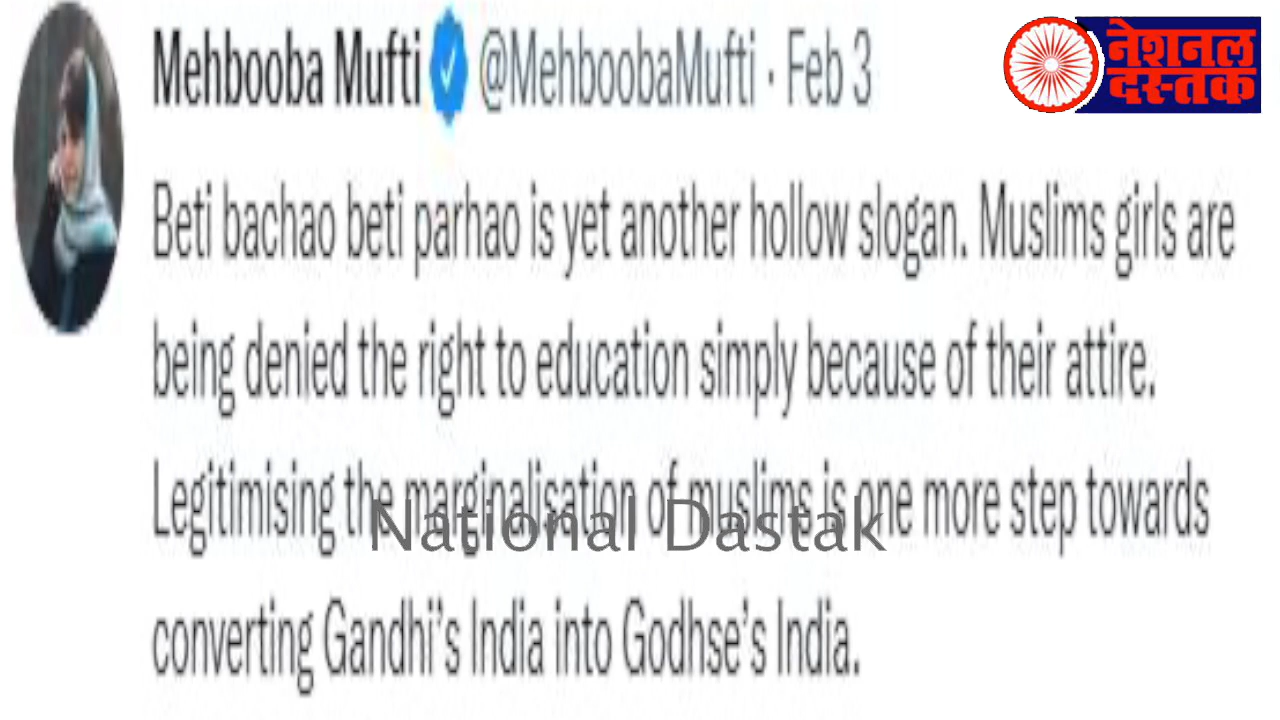 Mehbooba Mufti @MehboobaMufti · Feb 3
नेशनल
दस्तक
Beti bachao beti parhao is yet another hollow slogan. Muslims girls are
being denied the right to education simply because of their attire.
Legitimising the marginalisation of muslims is one more step towards
National Dastak
converting Gandhi's India into Godhse's India.